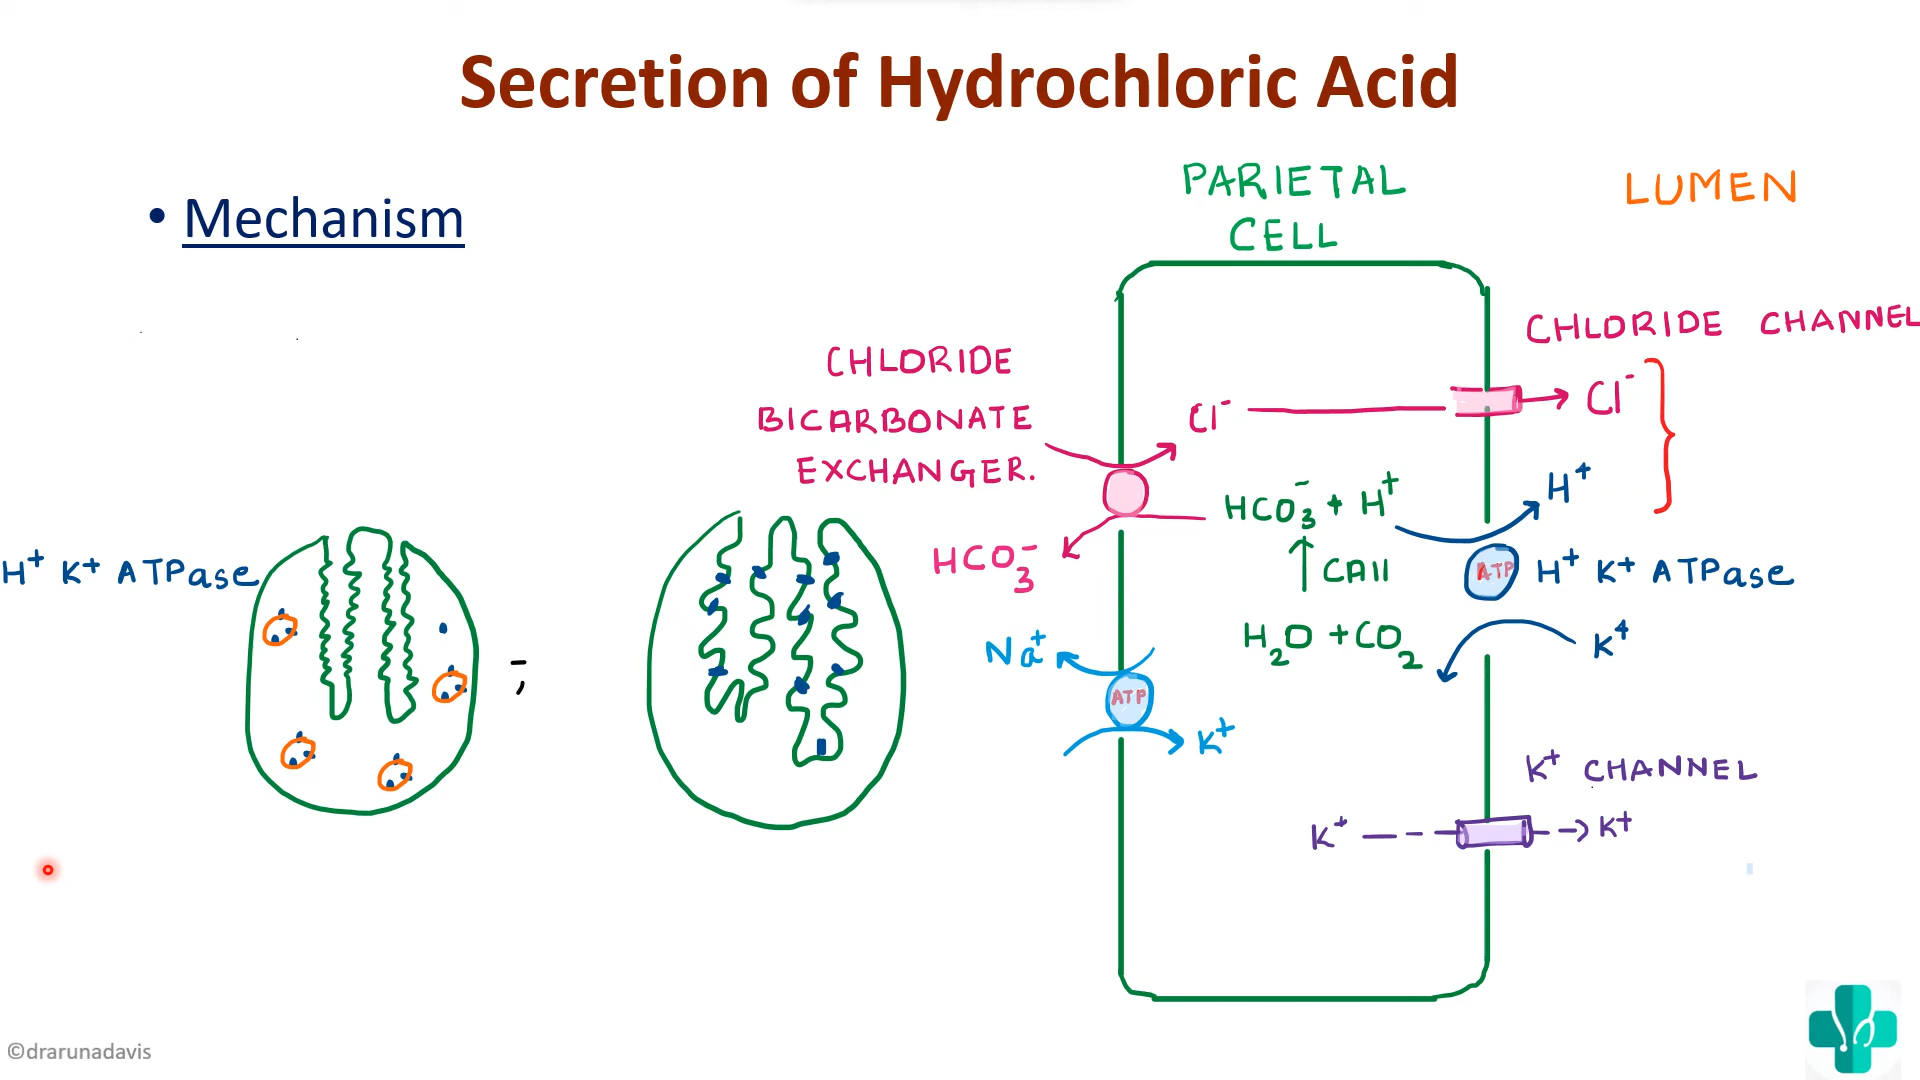 Secretion of Hydrochloric Acid
• Mechanism
PARIETAL
CELL
LUMEN
CHLORIDE CHANNEL
CHLORIDE
BICARBONATE
EXCHANGER.
Cl⁻
Cl⁻
HCO₃⁻ + H⁺
H⁺
HCO₃⁻
CAII
ATP
H⁺ K⁺ ATPase
H⁺ K⁺ ATPase
H₂O + CO₂
K⁺
Na⁺
ATP
K⁺
K⁺ CHANNEL
K⁺
K⁺
©drarunadavis